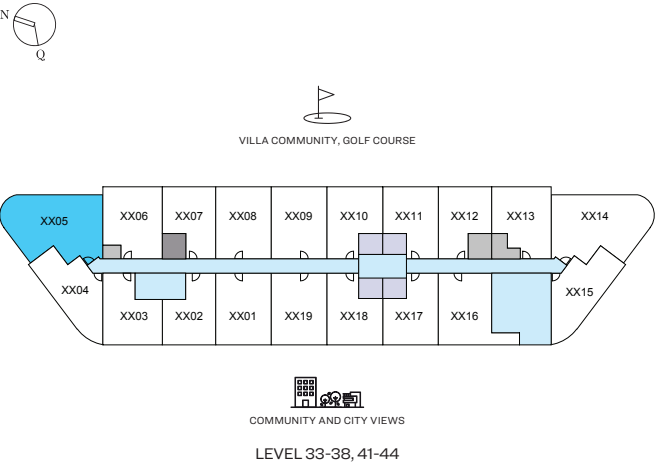 N
Q
VILLA COMMUNITY, GOLF COURSE
XX05 XX06 XX07 XX08 XX09 XX10 XX11 XX12 XX13 XX14
XX04 XX15
XX03 XX02 XX01 XX19 XX18 XX17 XX16
COMMUNITY AND CITY VIEWS
LEVEL 33-38, 41-44